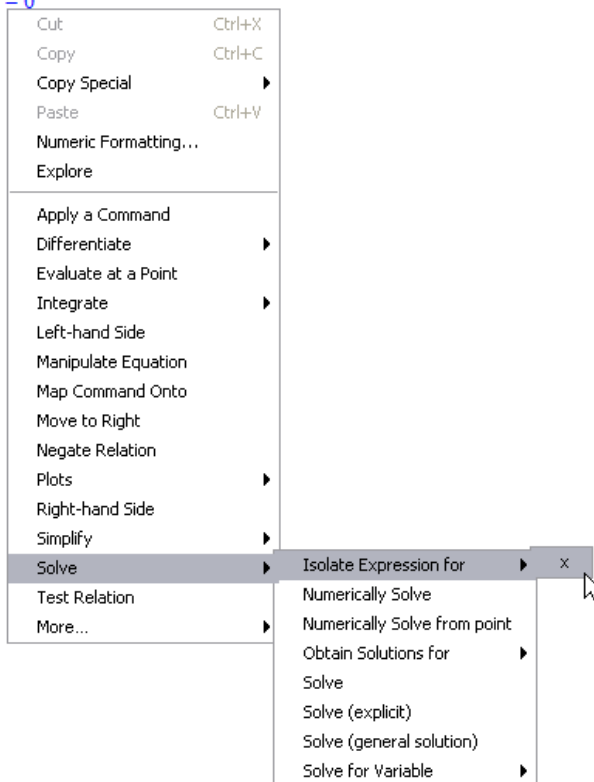 = 0
Cut Ctrl+X
Copy Ctrl+C
Copy Special
Paste Ctrl+V
Numeric Formatting...
Explore
Apply a Command
Differentiate
Evaluate at a Point
Integrate
Left-hand Side
Manipulate Equation
Map Command Onto
Move to Right
Negate Relation
Plots
Right-hand Side
Simplify
Solve
Test Relation
More...
Isolate Expression for
x
Numerically Solve
Numerically Solve from point
Obtain Solutions for
Solve
Solve (explicit)
Solve (general solution)
Solve for Variable